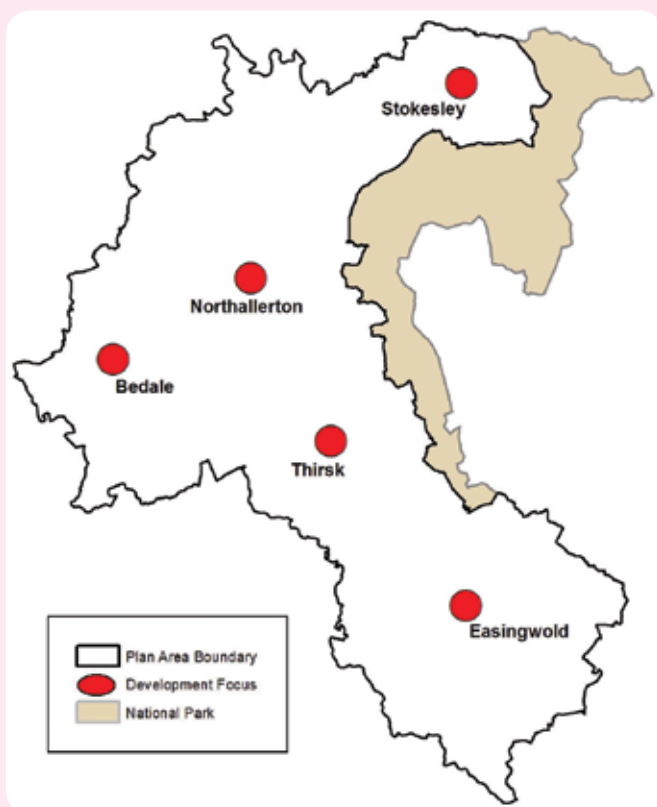 Stokesley
Northallerton
Bedale
Thirsk
Easingwold
Plan Area Boundary
Development Focus
National Park